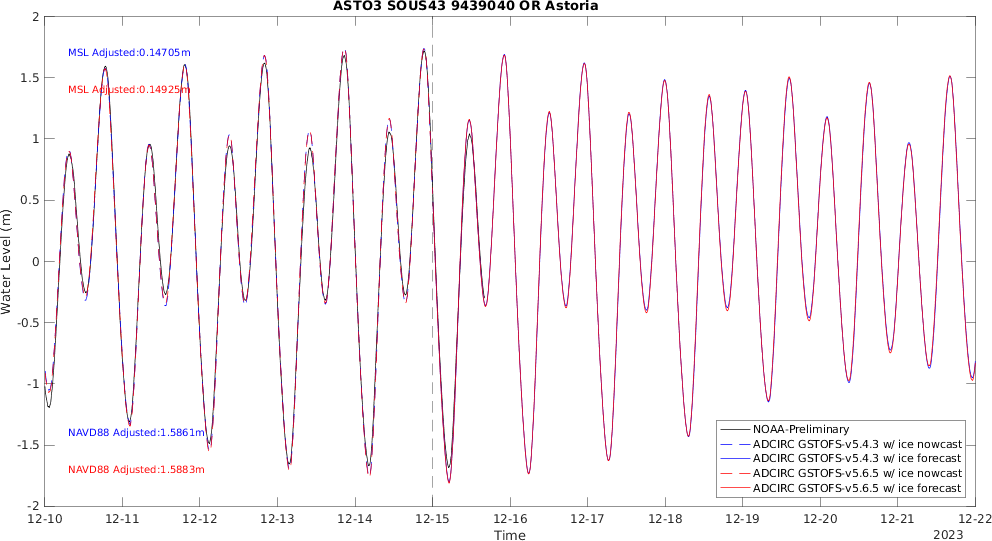 ASTO3 SOUS43 9439040 OR Astoria
2
1.5
1
0.5
0
-0.5
-1
-1.5
-2
Water Level (m)
MSL Adjusted:0.14705m
MSL Adjusted:0.14925m
NAVD88 Adjusted:1.5861m
NAVD88 Adjusted:1.5883m
NOAA-Preliminary
ADCIRC GSTOFS-v5.4.3 w/ ice nowcast
ADCIRC GSTOFS-v5.4.3 w/ ice forecast
ADCIRC GSTOFS-v5.6.5 w/ ice nowcast
ADCIRC GSTOFS-v5.6.5 w/ ice forecast
12-10 12-11 12-12 12-13 12-14 12-15 12-16 12-17 12-18 12-19 12-20 12-21 12-22
Time
2023